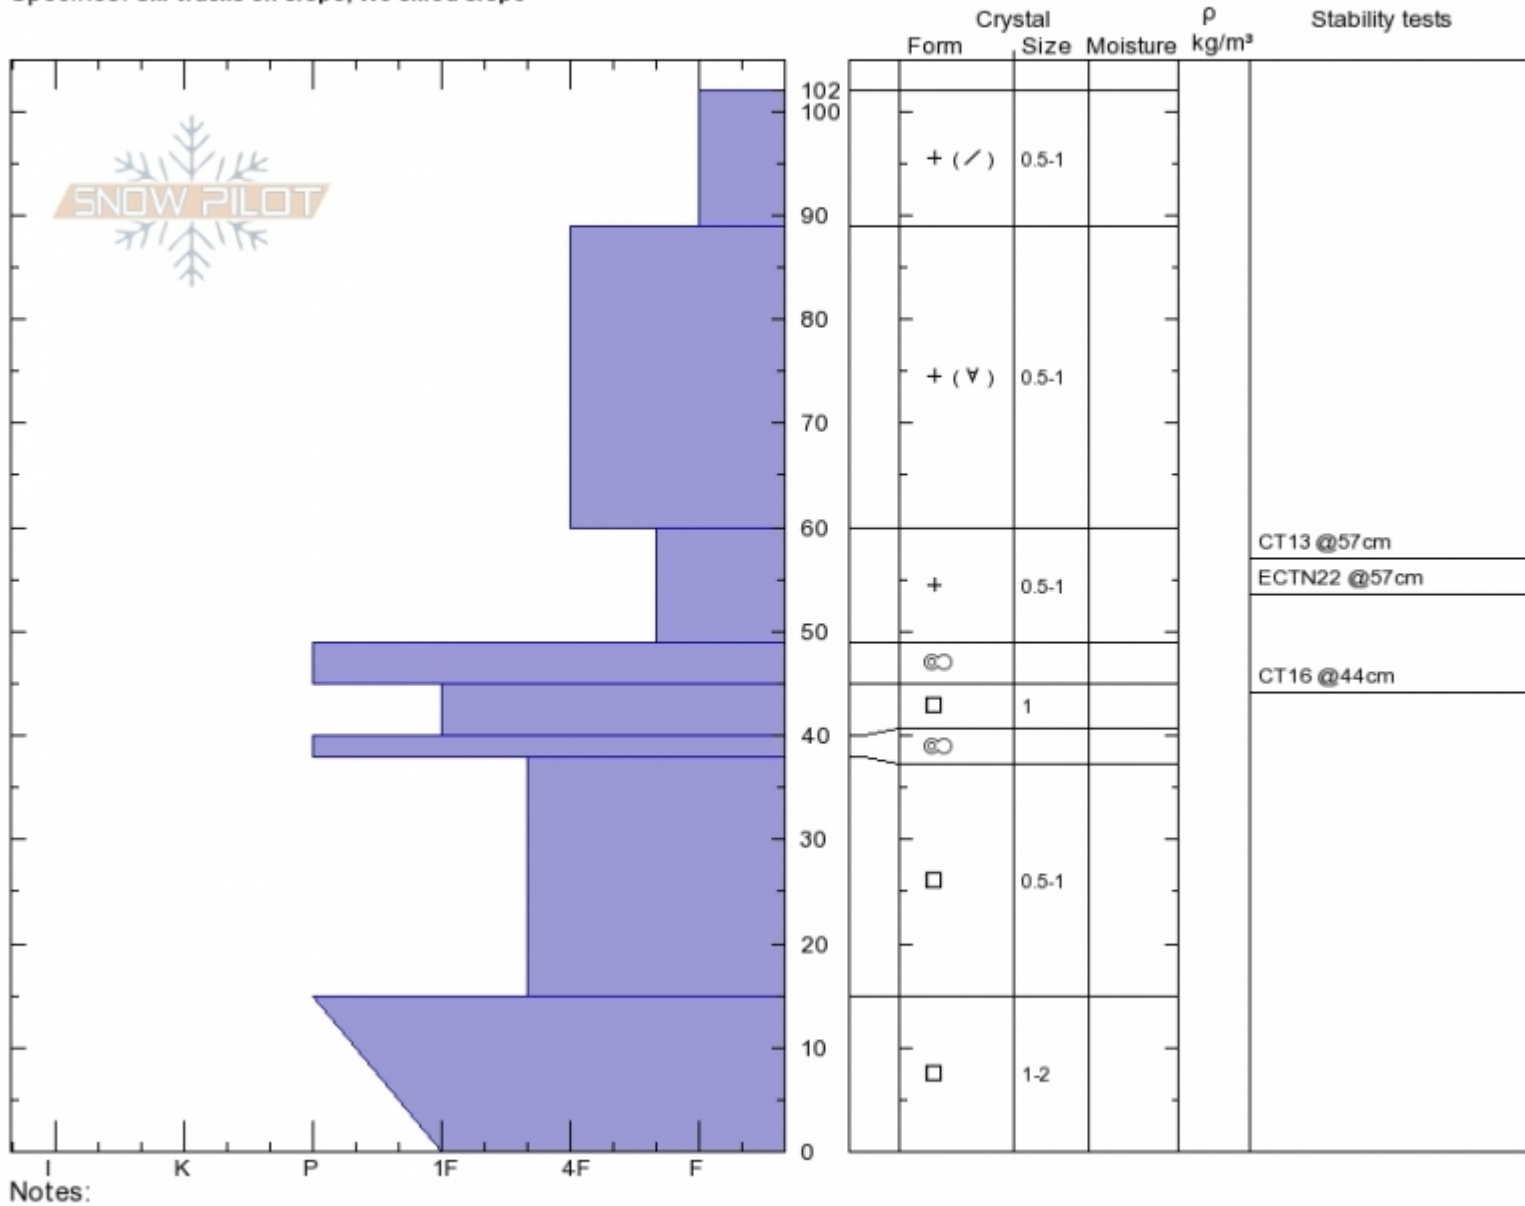 Crystal
ρ
Stability tests
Form
Size
Moisture
kg/m³
SNOW PILOT
102
100
+ (⁄) 0.5-1
90
80
+ (∀) 0.5-1
70
60
CT13 @57cm
ECTN22 @57cm
+ 0.5-1
50
CT16 @44cm
□ 1
40
30
□ 0.5-1
20
10
□ 1-2
0
I K P 1F 4F F
Notes: